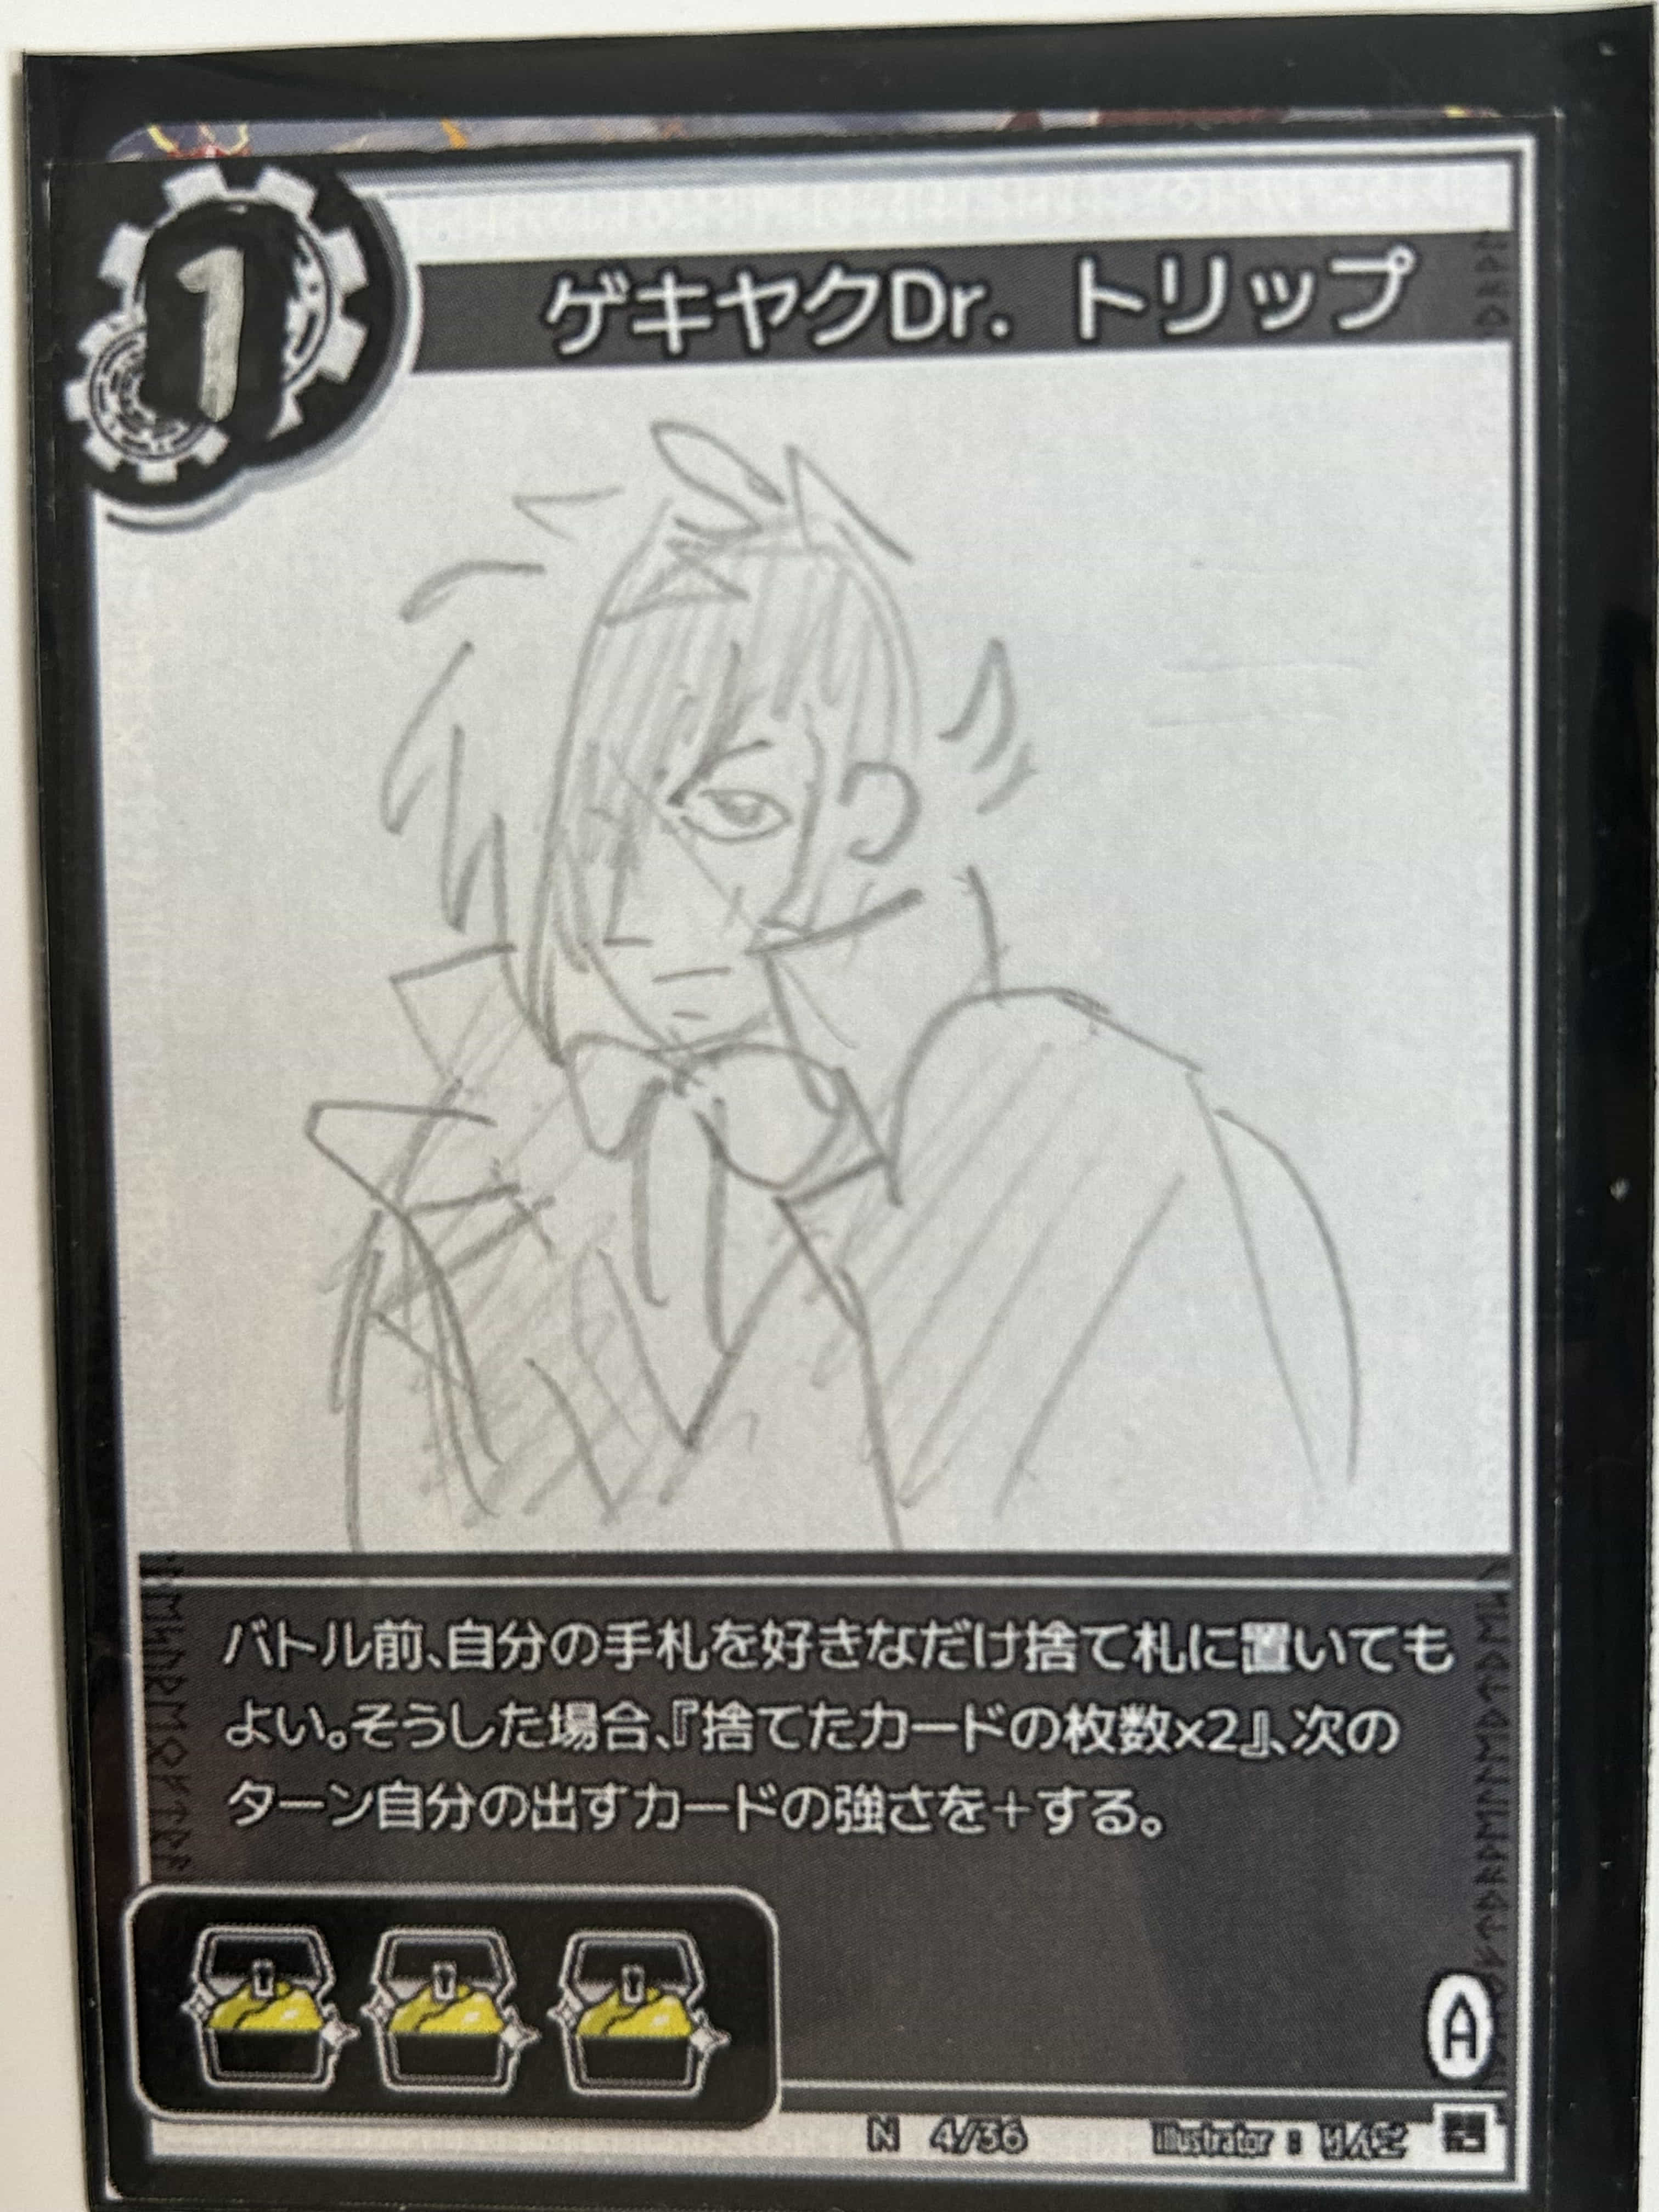 1
ゲキヤクDr. トリップ
バトル前、自分の手札を好きなだけ捨て札に置いても
よい。そうした場合、『捨てたカードの枚数×2』、次の
ターン自分の出すカードの強さを＋する。
A
N 4/36 illustrator :